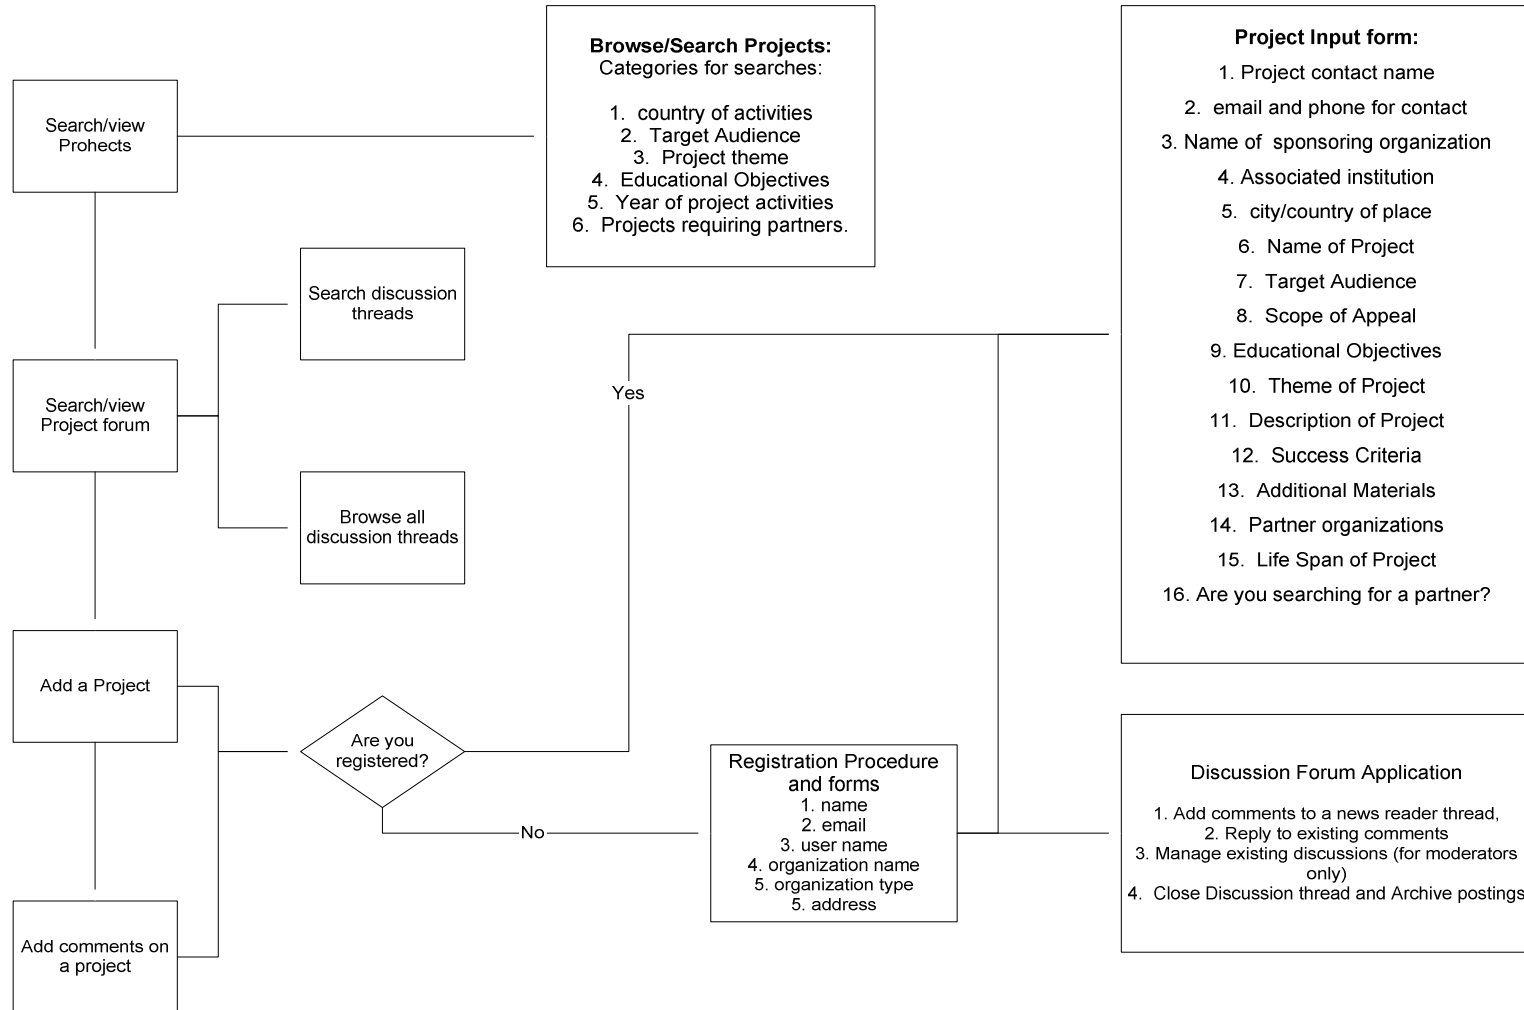 Search/view
Prohects
Browse/Search Projects:
Categories for searches:
1. country of activities
2. Target Audience
3. Project theme
4. Educational Objectives
5. Year of project activities
6. Projects requiring partners.
Project Input form:
1. Project contact name
2. email and phone for contact
3. Name of sponsoring organization
4. Associated institution
5. city/country of place
6. Name of Project
7. Target Audience
8. Scope of Appeal
9. Educational Objectives
10. Theme of Project
11. Description of Project
12. Success Criteria
13. Additional Materials
14. Partner organizations
15. Life Span of Project
16. Are you searching for a partner?
Search discussion
threads
Search/view
Project forum
Yes
Browse all
discussion threads
Add a Project
Are you
registered?
No
Registration Procedure
and forms
1. name
2. email
3. user name
4. organization name
5. organization type
5. address
Discussion Forum Application
1. Add comments to a news reader thread,
2. Reply to existing comments
3. Manage existing discussions (for moderators
only)
4. Close Discussion thread and Archive postings
Add comments on
a project